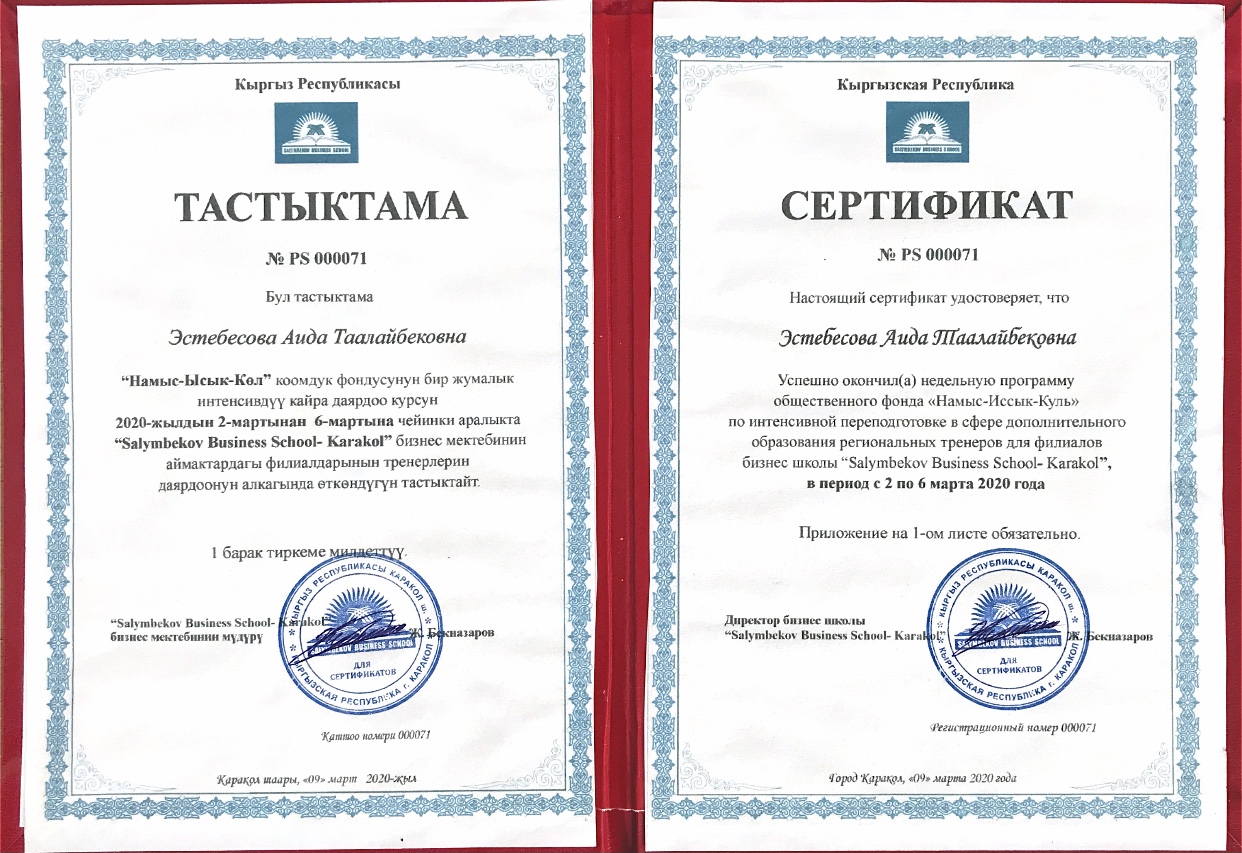 Кыргыз Республикасы
SALYMBEKOV BUSINESS SCHOOL
ТАСТЫКТАМА
№ PS 000071
Бул тастыктама
Эстебесова Аида Таалайбековна
“Намыс-Ысык-Көл” коомдук фондусунун бир жумалык
интенсивдүү кайра даярдоо курсун
2020-жылдын 2-мартынан 6-мартына чейинки аралыкта
“Salymbekov Business School- Karakol” бизнес мектебинин
аймактардагы филиалдарынын тренерлерин
даярдоонун алкагында өткөндүгүн тастыктайт.
1 барак тиркеме милдеттүү.
“Salymbekov Business School- Karakol”
бизнес мектебинин мүдүрү
Ж. Бекназаров
КЫРГЫЗ РЕСПУБЛИКАСЫ КАРАКОЛ ш.
SALYMBEKOV BUSINESS SCHOOL
ДЛЯ
СЕРТИФИКАТОВ
КЫРГЫЗСКАЯ РЕСПУБЛИКА г. КАРАКОЛ
Каттоо номери 000071
Каракол шаары, «09» март 2020-жыл
Кыргызская Республика
SALYMBEKOV BUSINESS SCHOOL
СЕРТИФИКАТ
№ PS 000071
Настоящий сертификат удостоверяет, что
Эстебесова Аида Таалайбековна
Успешно окончил(а) недельную программу
общественного фонда «Намыс-Иссык-Куль»
по интенсивной переподготовке в сфере дополнительного
образования региональных тренеров для филиалов
бизнес школы “Salymbekov Business School- Karakol”,
в период с 2 по 6 марта 2020 года
Приложение на 1-ом листе обязательно.
Директор бизнес школы
“Salymbekov Business School- Karakol”
Ж. Бекназаров
КЫРГЫЗ РЕСПУБЛИКАСЫ КАРАКОЛ ш.
SALYMBEKOV BUSINESS SCHOOL
ДЛЯ
СЕРТИФИКАТОВ
КЫРГЫЗСКАЯ РЕСПУБЛИКА г. КАРАКОЛ
Регистрационный номер 000071
Город Каракол, «09» марта 2020 года